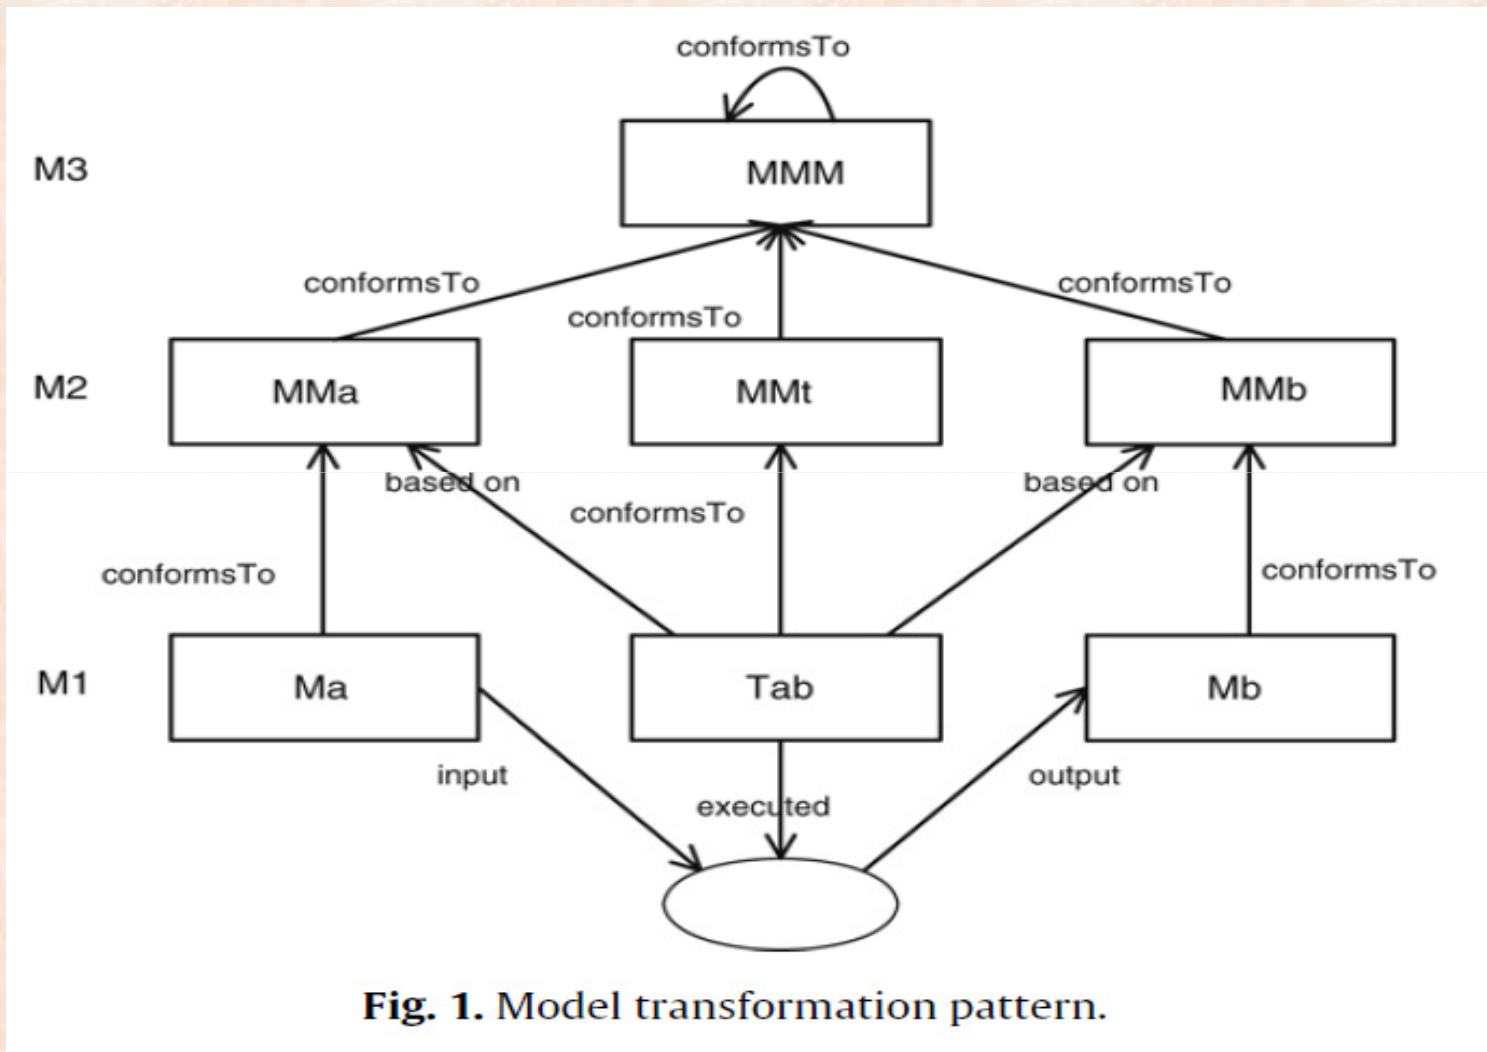 conformsTo
M3
MMM
conformsTo
conformsTo
conformsTo
M2
MMa
MMt
MMb
based on
based on
conformsTo
conformsTo
conformsTo
M1
Ma
Tab
Mb
input
output
executed
Fig. 1. Model transformation pattern.